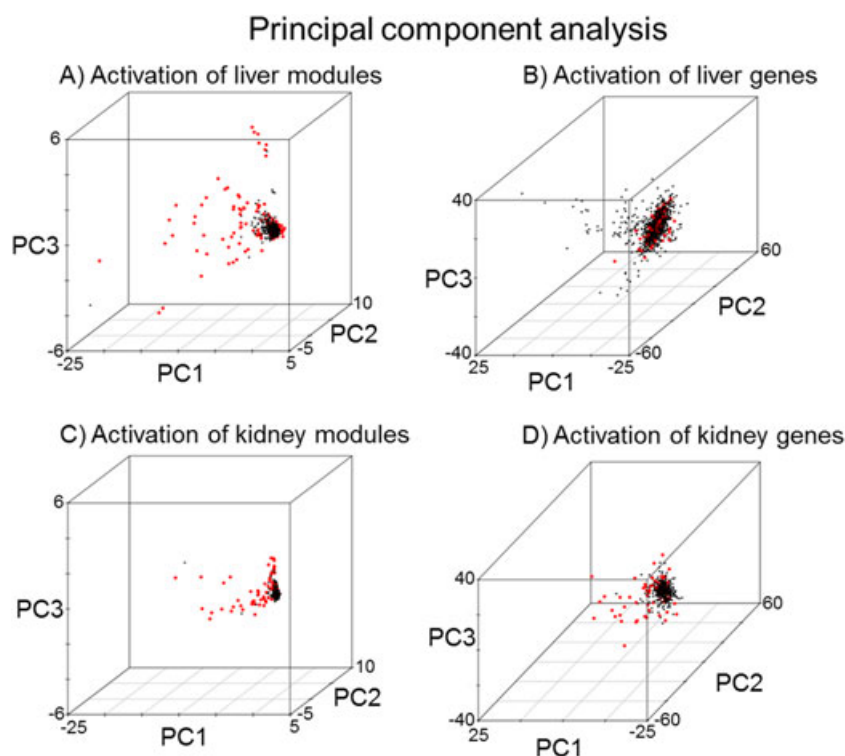 Principal component analysis
A) Activation of liver modules
6
PC3
-6
-25
PC1
5
-5
PC2
10
B) Activation of liver genes
40
PC3
-40
25
PC1
-25
-60
PC2
60
C) Activation of kidney modules
6
PC3
-6
-25
PC1
5
-5
PC2
10
D) Activation of kidney genes
40
PC3
-40
25
PC1
-25
-60
PC2
60